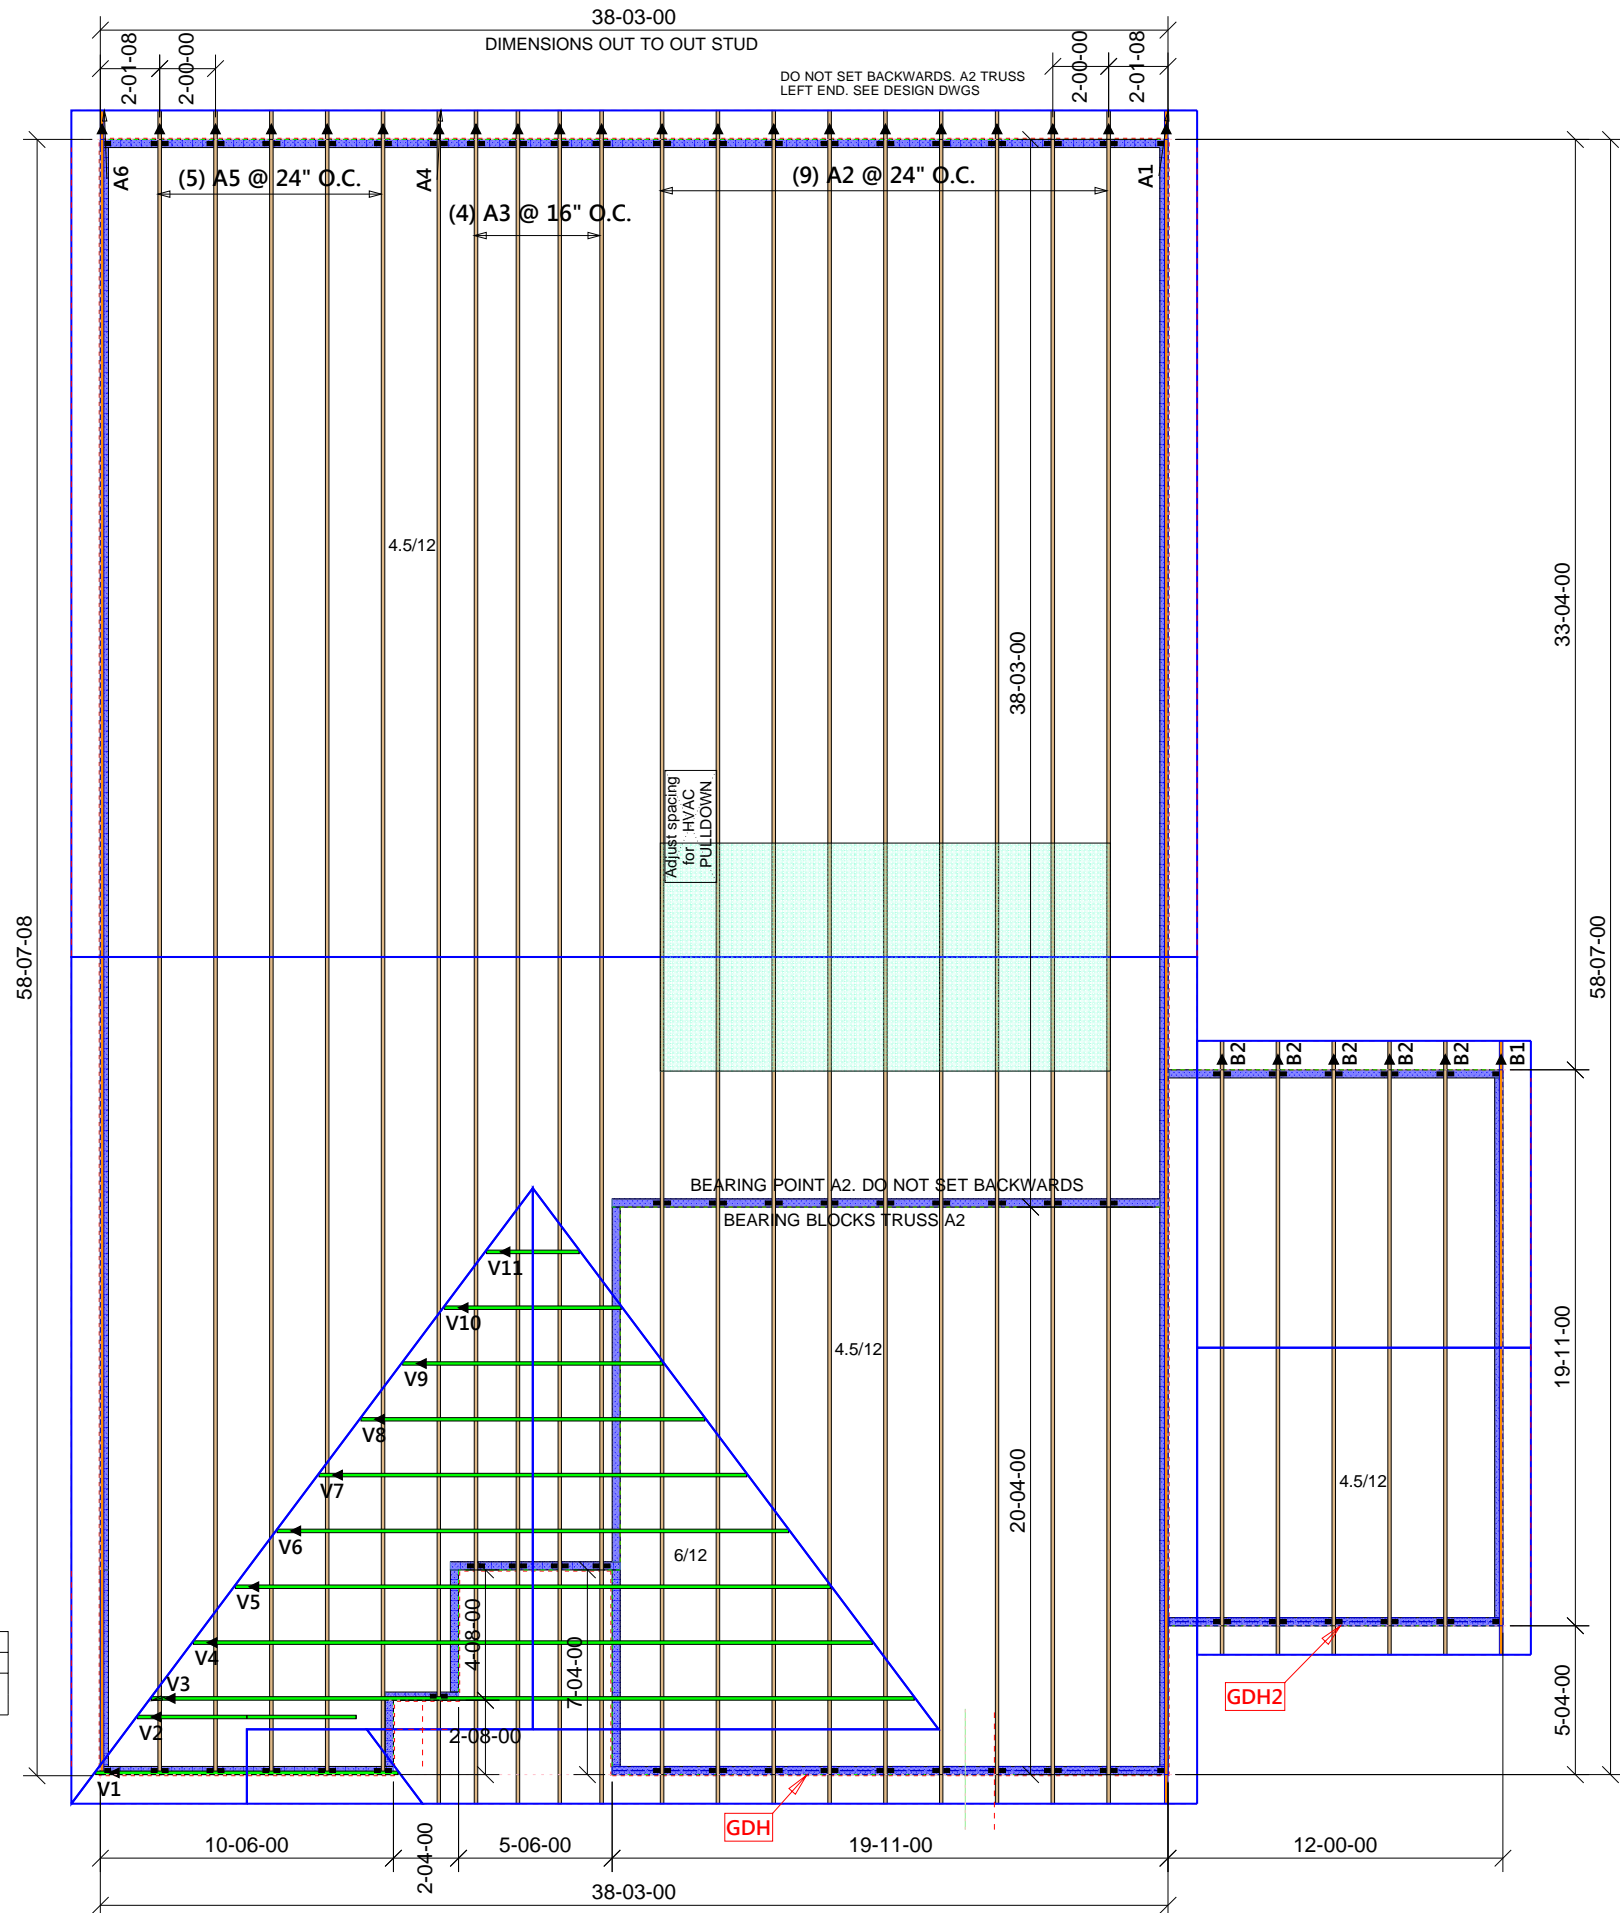 38-03-00
DIMENSIONS OUT TO OUT STUD
2-01-08
2-00-00
DO NOT SET BACKWARDS. A2 TRUSS
LEFT END. SEE DESIGN DWGS
2-00-00
2-01-08
A6
(5) A5 @ 24" O.C.
A4
(4) A3 @ 16" O.C.
(9) A2 @ 24" O.C.
A1
4.5/12
38-03-00
33-04-00
Adjust spacing
for HVAC
PULLDOWN
58-07-08
58-07-00
B2
B2
B2
B2
B2
B1
BEARING POINT A2. DO NOT SET BACKWARDS
BEARING BLOCKS TRUSS A2
V11
V10
V9
V8
V7
V6
V5
V4
V3
V2
V1
4.5/12
19-11-00
4.5/12
20-04-00
6/12
4-08-00
7-04-00
2-08-00
GDH2
5-04-00
GDH
10-06-00
2-04-00
5-06-00
19-11-00
12-00-00
38-03-00